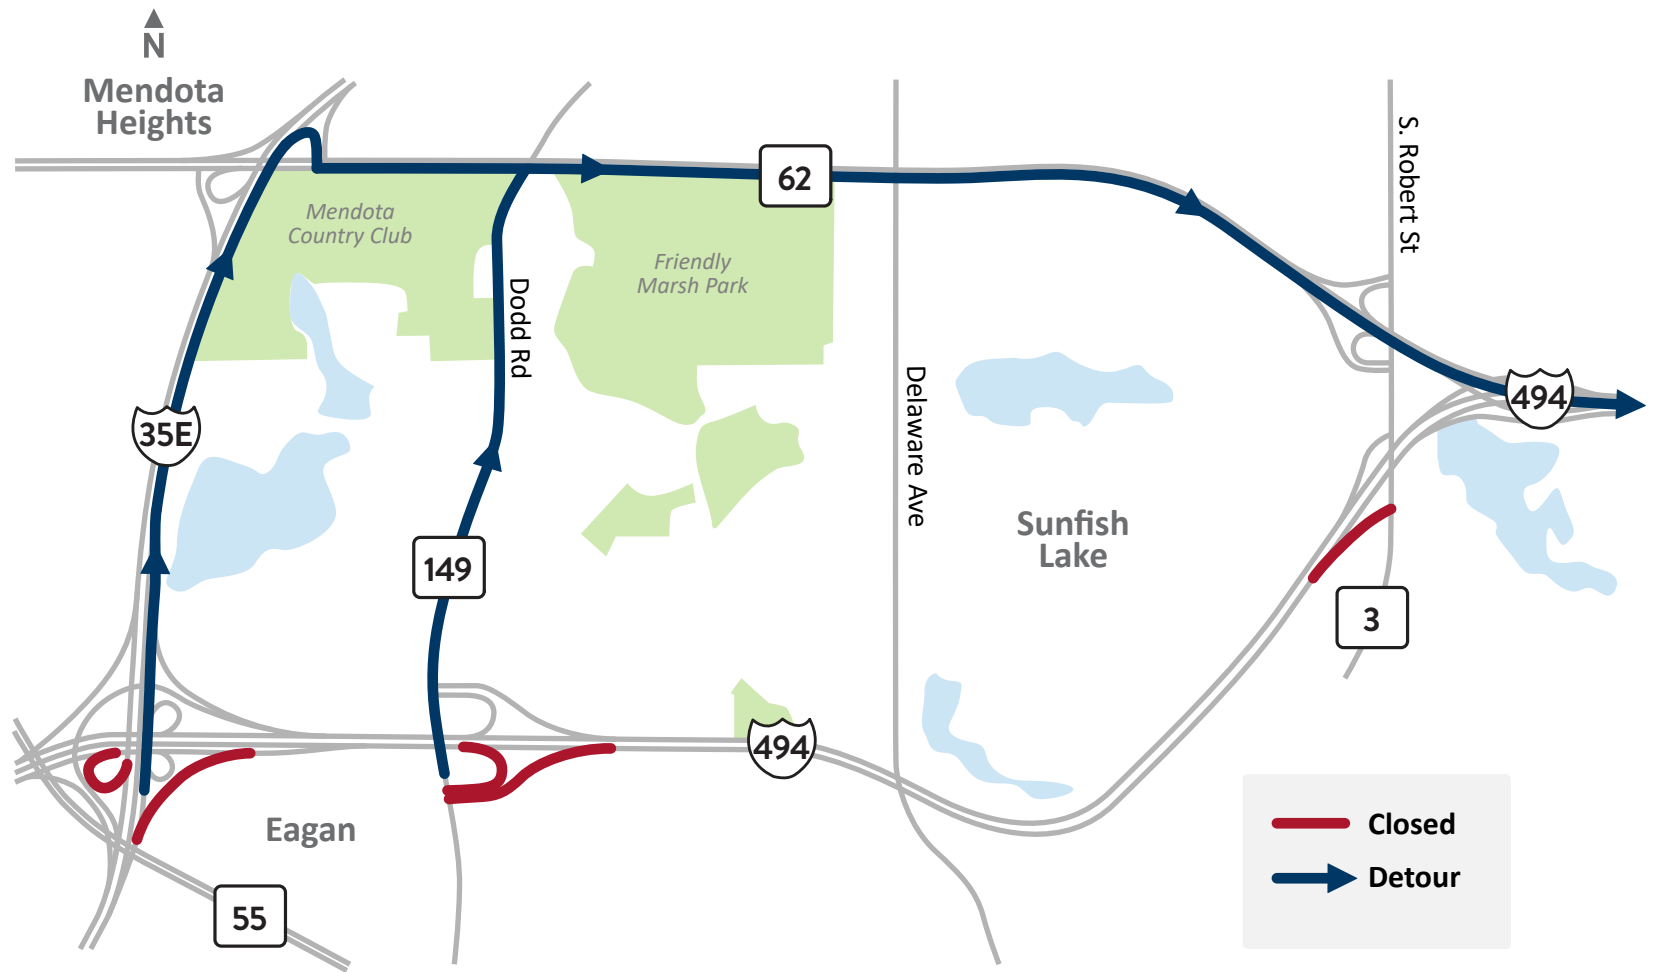 N
Mendota
Heights
S. Robert St
62
Mendota
Country Club
Friendly
Marsh Park
Dodd Rd
Delaware Ave
494
35E
Sunfish
Lake
149
3
494
Eagan
55
Closed
Detour